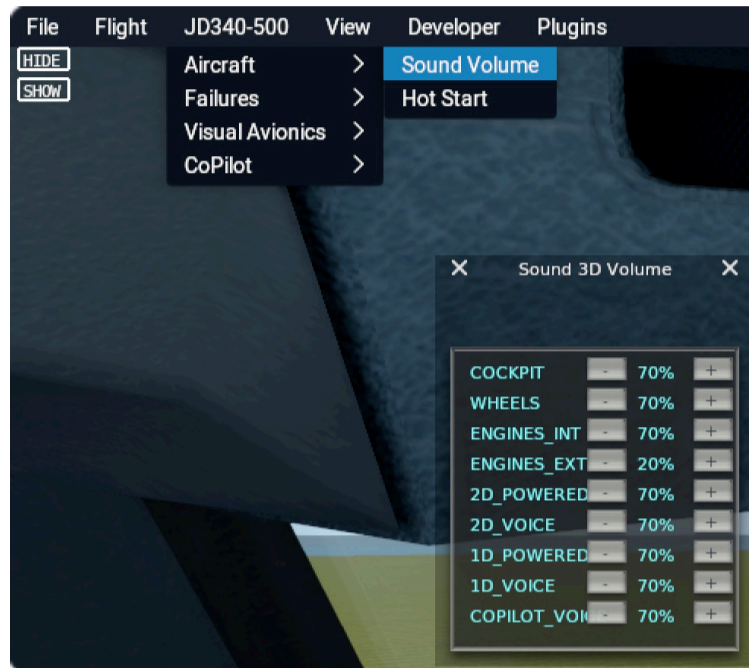 File Flight JD340-500 View Developer Plugins
HIDE Aircraft > Sound Volume
SHOW Failures > Hot Start
Visual Avionics >
CoPilot >
X Sound 3D Volume X
COCKPIT - 70% +
WHEELS - 70% +
ENGINES_INT - 70% +
ENGINES_EXT - 20% +
2D_POWERED - 70% +
2D_VOICE - 70% +
1D_POWERED - 70% +
1D_VOICE - 70% +
COPILOT_VOI - 70% +